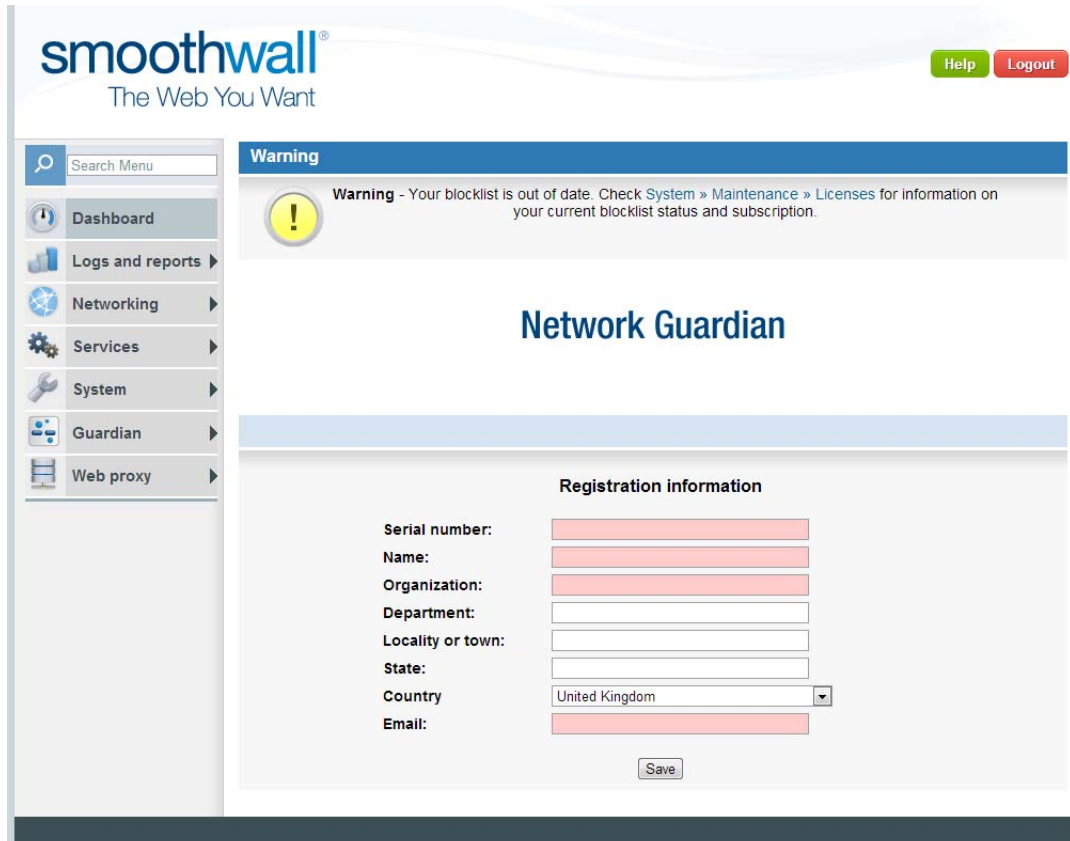 smoothwall®
The Web You Want
Help
Logout
Search Menu
Dashboard
Logs and reports
Networking
Services
System
Guardian
Web proxy
Warning
Warning - Your blocklist is out of date. Check System » Maintenance » Licenses for information on
your current blocklist status and subscription.
Network Guardian
Registration information
Serial number:
Name:
Organization:
Department:
Locality or town:
State:
Country United Kingdom
Email:
Save